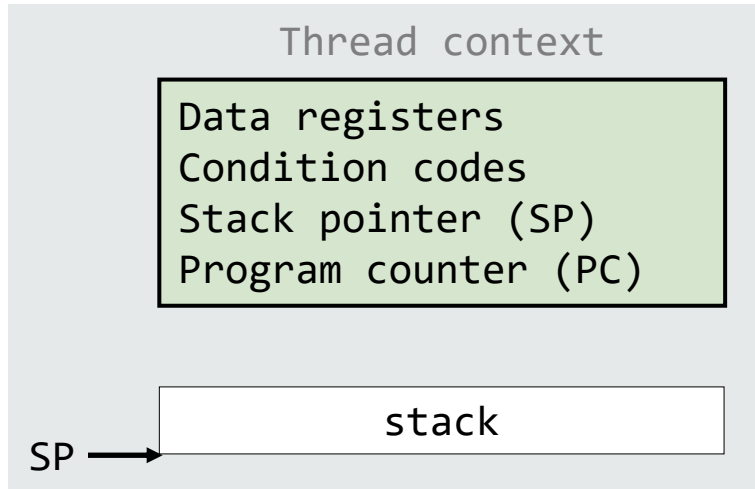 Thread context
Data registers
Condition codes
Stack pointer (SP)
Program counter (PC)
stack
SP